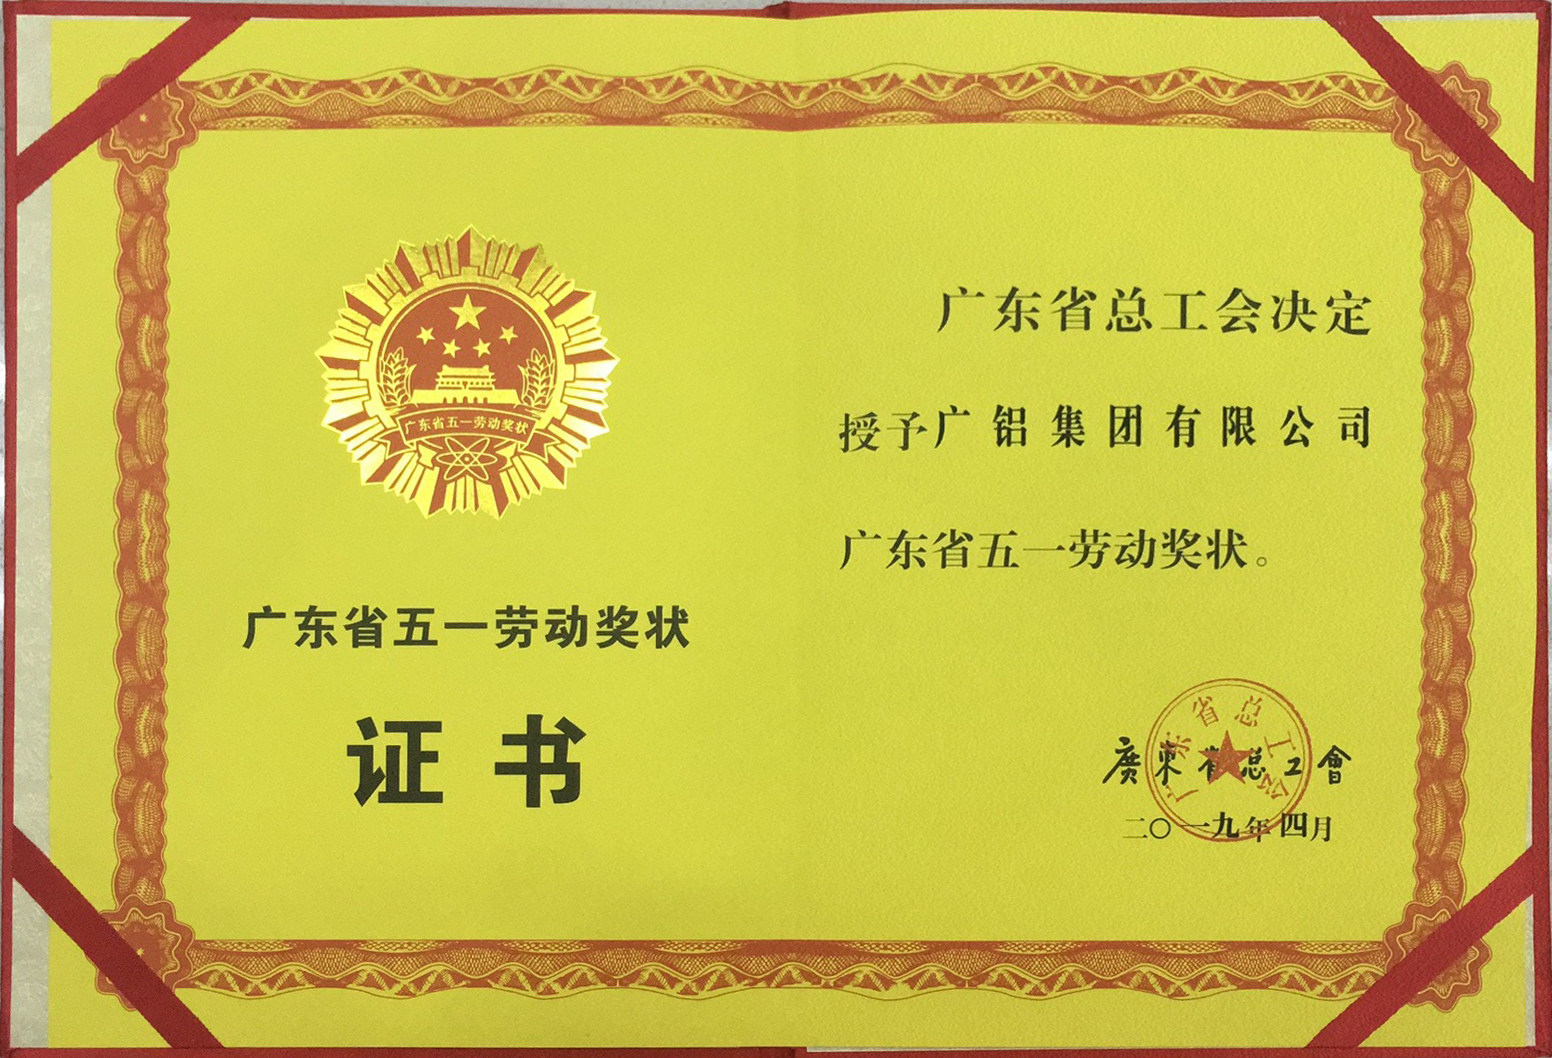 广东省五一劳动奖状
广东省五一劳动奖状
证书
广东省总工会决定
授予广铝集团有限公司
广东省五一劳动奖状。
广东省总工会
廣東省总工會
二〇一九年四月